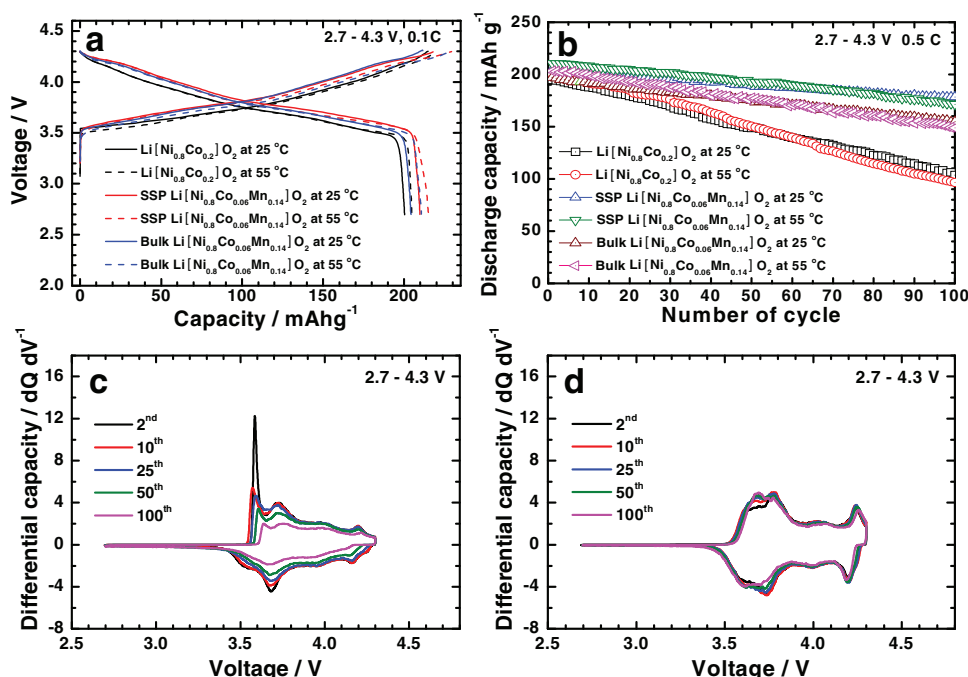 a
2.7 - 4.3 V, 0.1C
4.5
4.0
3.5
3.0
2.5
2.0
Voltage / V
Li[Ni0.8Co0.2]O2 at 25 °C
Li[Ni0.8Co0.2]O2 at 55 °C
SSP Li[Ni0.8Co0.06Mn0.14]O2 at 25 °C
SSP Li[Ni0.8Co0.06Mn0.14]O2 at 55 °C
Bulk Li[Ni0.8Co0.06Mn0.14]O2 at 25 °C
Bulk Li[Ni0.8Co0.06Mn0.14]O2 at 55 °C
0 50 100 150 200
Capacity / mAhg-1
b
2.7 - 4.3 V 0.5 C
250
200
150
100
50
0
Discharge capacity / mAh g-1
Li[Ni0.8Co0.2]O2 at 25 °C
Li[Ni0.8Co0.2]O2 at 55 °C
SSP Li[Ni0.8Co0.06Mn0.14]O2 at 25 °C
SSP Li[Ni0.8Co0.06Mn0.14]O2 at 55 °C
Bulk Li[Ni0.8Co0.06Mn0.14]O2 at 25 °C
Bulk Li[Ni0.8Co0.06Mn0.14]O2 at 55 °C
0 10 20 30 40 50 60 70 80 90 100
Number of cycle
c
2.7 - 4.3 V
16
12
8
4
0
-4
-8
Differential capacity / dQ dV-1
2nd
10th
25th
50th
100th
2.5 3.0 3.5 4.0 4.5
Voltage / V
d
2.7 - 4.3 V
16
12
8
4
0
-4
-8
Differential capacity / dQ dV-1
2nd
10th
25th
50th
100th
2.5 3.0 3.5 4.0 4.5
Voltage / V